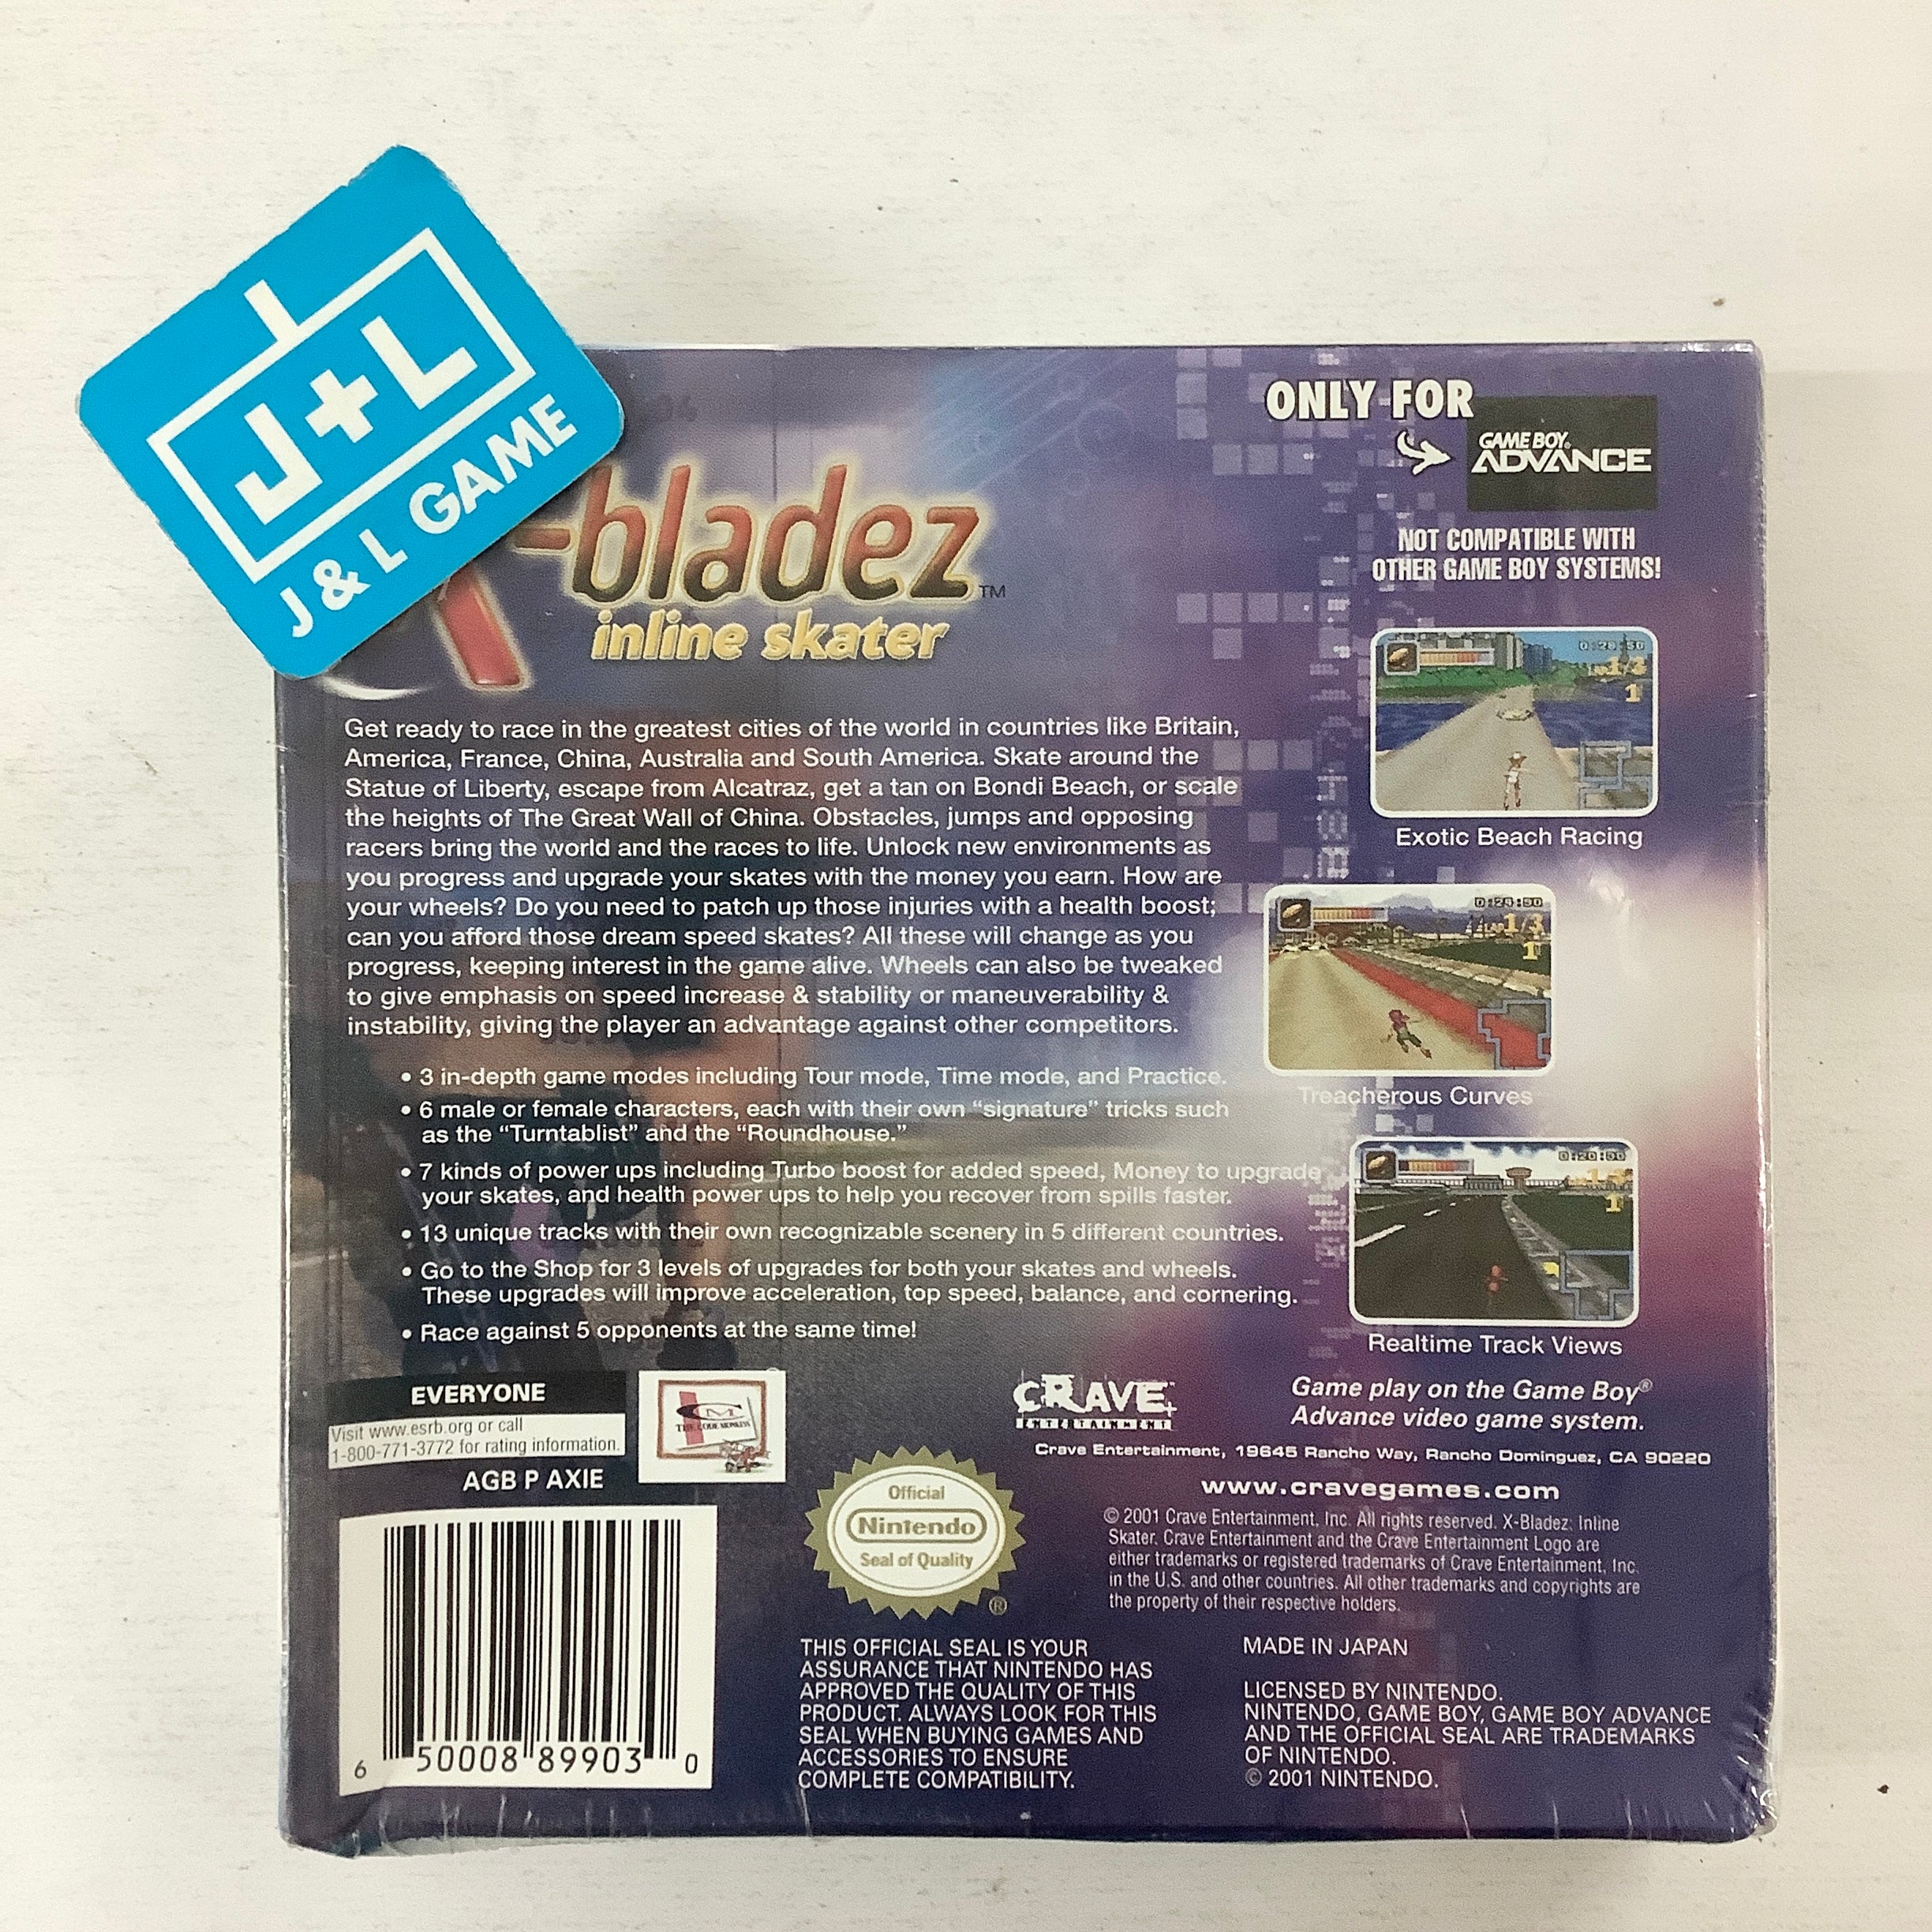 J+L
J & L GAME
-bladez TM
inline skater
ONLY FOR
GAME BOY
ADVANCE
NOT COMPATIBLE WITH
OTHER GAME BOY SYSTEMS!
Get ready to race in the greatest cities of the world in countries like Britain,
America, France, China, Australia and South America. Skate around the
Statue of Liberty, escape from Alcatraz, get a tan on Bondi Beach, or scale
the heights of The Great Wall of China. Obstacles, jumps and opposing
racers bring the world and the races to life. Unlock new environments as
you progress and upgrade your skates with the money you earn. How are
your wheels? Do you need to patch up those injuries with a health boost;
can you afford those dream speed skates? All these will change as you
progress, keeping interest in the game alive. Wheels can also be tweaked
to give emphasis on speed increase & stability or maneuverability &
instability, giving the player an advantage against other competitors.
• 3 in-depth game modes including Tour mode, Time mode, and Practice.
• 6 male or female characters, each with their own “signature” tricks such
as the “Turntablist” and the “Roundhouse.”
• 7 kinds of power ups including Turbo boost for added speed, Money to upgrade
your skates, and health power ups to help you recover from spills faster.
• 13 unique tracks with their own recognizable scenery in 5 different countries.
• Go to the Shop for 3 levels of upgrades for both your skates and wheels.
These upgrades will improve acceleration, top speed, balance, and cornering.
• Race against 5 opponents at the same time!
0:28:50
1
Exotic Beach Racing
0:24:50
1/3
1
Treacherous Curves
0:20:50
1
Realtime Track Views
EVERYONE
Visit www.esrb.org or call
1-800-771-3772 for rating information.
AGB P AXIE
CM
THE CODE MONKEYS
CRAVE
ENTERTAINMENT
Game play on the Game Boy®
Advance video game system.
Crave Entertainment, 19645 Rancho Way, Rancho Dominguez, CA 90220
www.cravegames.com
© 2001 Crave Entertainment, Inc. All rights reserved. X-Bladez: Inline
Skater, Crave Entertainment and the Crave Entertainment Logo are
either trademarks or registered trademarks of Crave Entertainment, Inc.
in the U.S. and other countries. All other trademarks and copyrights are
the property of their respective holders.
Official
Nintendo
Seal of Quality
®
THIS OFFICIAL SEAL IS YOUR
ASSURANCE THAT NINTENDO HAS
APPROVED THE QUALITY OF THIS
PRODUCT. ALWAYS LOOK FOR THIS
SEAL WHEN BUYING GAMES AND
ACCESSORIES TO ENSURE
COMPLETE COMPATIBILITY.
MADE IN JAPAN
LICENSED BY NINTENDO.
NINTENDO, GAME BOY, GAME BOY ADVANCE
AND THE OFFICIAL SEAL ARE TRADEMARKS
OF NINTENDO.
© 2001 NINTENDO.
6 50008 89903 0